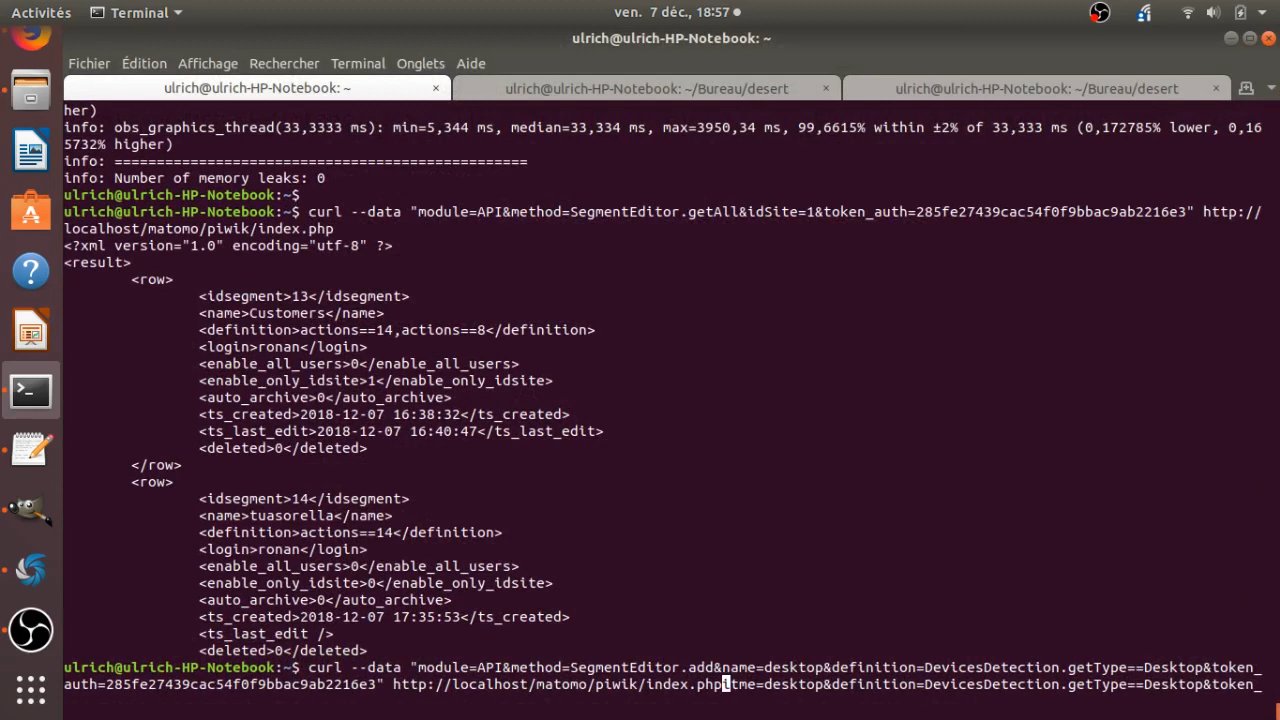 Activités
Terminal
ven. 7 déc., 18:57
ulrich@ulrich-HP-Notebook: ~
Fichier Édition Affichage Rechercher Terminal Onglets Aide
ulrich@ulrich-HP-Notebook: ~ × ulrich@ulrich-HP-Notebook: ~/Bureau/desert × ulrich@ulrich-HP-Notebook: ~/Bureau/desert ×
her)
info: obs_graphics_thread(33,3333 ms): min=5,344 ms, median=33,334 ms, max=3950,34 ms, 99,6615% within ±2% of 33,333 ms (0,172785% lower, 0,16
5732% higher)
info: =================================================
info: Number of memory leaks: 0
ulrich@ulrich-HP-Notebook:~$
ulrich@ulrich-HP-Notebook:~$ curl --data "module=API&method=SegmentEditor.getAll&idSite=1&token_auth=285fe27439cac54f0f9bbac9ab2216e3" http://
localhost/matomo/piwik/index.php
<?xml version="1.0" encoding="utf-8" ?>
<result>
<row>
<idsegment>13</idsegment>
<name>Customers</name>
<definition>actions==14,actions==8</definition>
<login>ronan</login>
<enable_all_users>0</enable_all_users>
<enable_only_idsite>1</enable_only_idsite>
<auto_archive>0</auto_archive>
<ts_created>2018-12-07 16:38:32</ts_created>
<ts_last_edit>2018-12-07 16:40:47</ts_last_edit>
<deleted>0</deleted>
</row>
<row>
<idsegment>14</idsegment>
<name>tuasorella</name>
<definition>actions==14</definition>
<login>ronan</login>
<enable_all_users>0</enable_all_users>
<enable_only_idsite>0</enable_only_idsite>
<auto_archive>0</auto_archive>
<ts_created>2018-12-07 17:35:53</ts_created>
<ts_last_edit />
<deleted>0</deleted>
ulrich@ulrich-HP-Notebook:~$ curl --data "module=API&method=SegmentEditor.add&name=desktop&definition=DevicesDetection.getType==Desktop&token_
auth=285fe27439cac54f0f9bbac9ab2216e3" http://localhost/matomo/piwik/index.phpitme=desktop&definition=DevicesDetection.getType==Desktop&token_